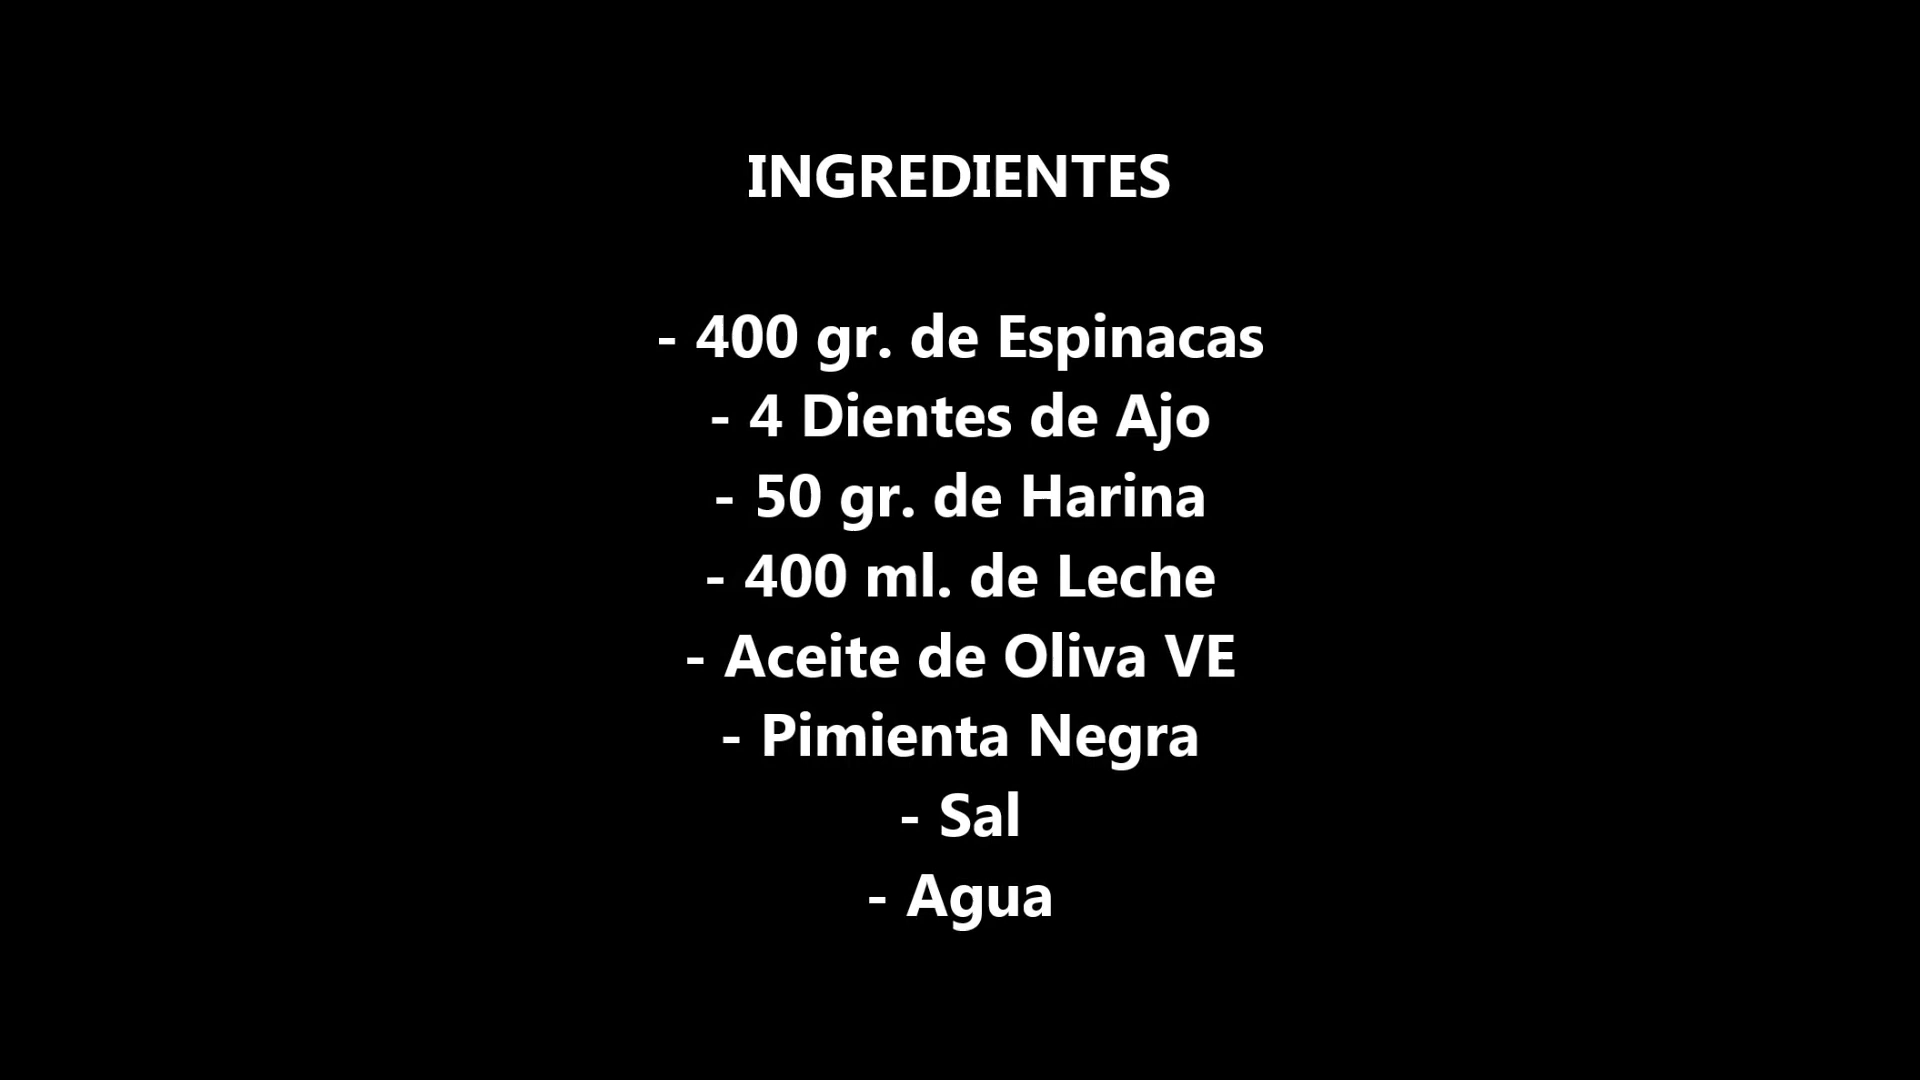 INGREDIENTES
- 400 gr. de Espinacas
- 4 Dientes de Ajo
- 50 gr. de Harina
- 400 ml. de Leche
- Aceite de Oliva VE
- Pimienta Negra
- Sal
- Agua